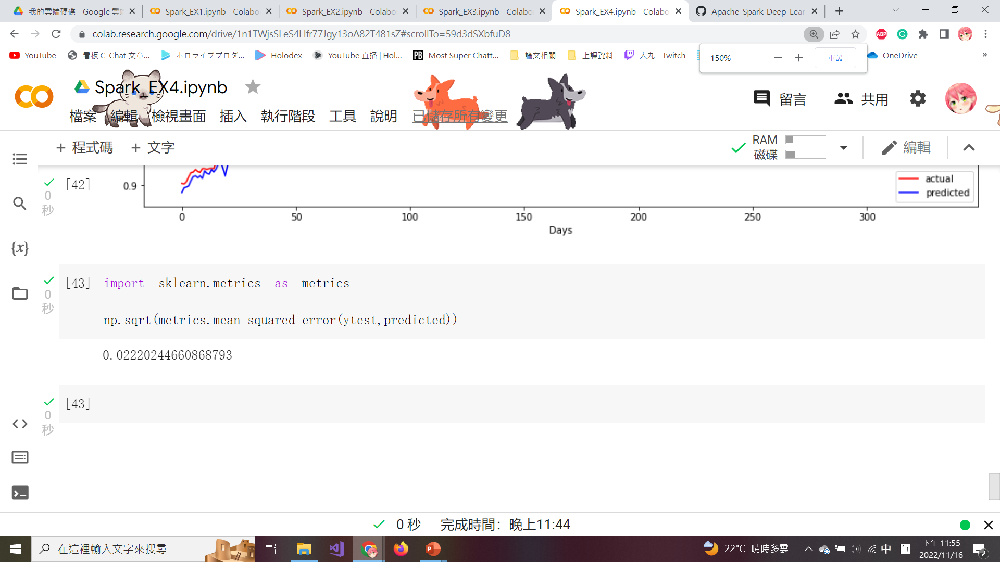 我的雲端硬碟 - Google 雲端
Spark_EX1.ipynb - Colabo
Spark_EX2.ipynb - Colabo
Spark_EX3.ipynb - Colabo
Spark_EX4.ipynb - Colabo
Apache-Spark-Deep-Lear
colab.research.google.com/drive/1n1TWjsSLeS4Llfr77Jgy13oA82T481sZ#scrollTo=59d3dSXbfuD8
ABP
YouTube
看板 C_Chat 文章...
ホロライブプロダ...
Holodex
YouTube 直播 | Hol...
PB
Most Super Chatt...
論文相關
上課資料
大丸 - Twitch
150%
重設
OneDrive
»
Spark_EX4.ipynb
檔案 編輯 檢視畫面 插入 執行階段 工具 說明 已儲存所有變更
留言
共用
+ 程式碼 + 文字
RAM
磁碟
編輯
[42]
0 秒
0.9
actual
predicted
0 50 100 150 200 250 300
Days
{x}
[43] import sklearn.metrics as metrics
0 秒
np.sqrt(metrics.mean_squared_error(ytest,predicted))
0.02220244660868793
[43]
0 秒
0 秒 完成時間: 晚上11:44
在這裡輸入文字來搜尋
22°C 晴時多雲
中
下午 11:55
2022/11/16
2